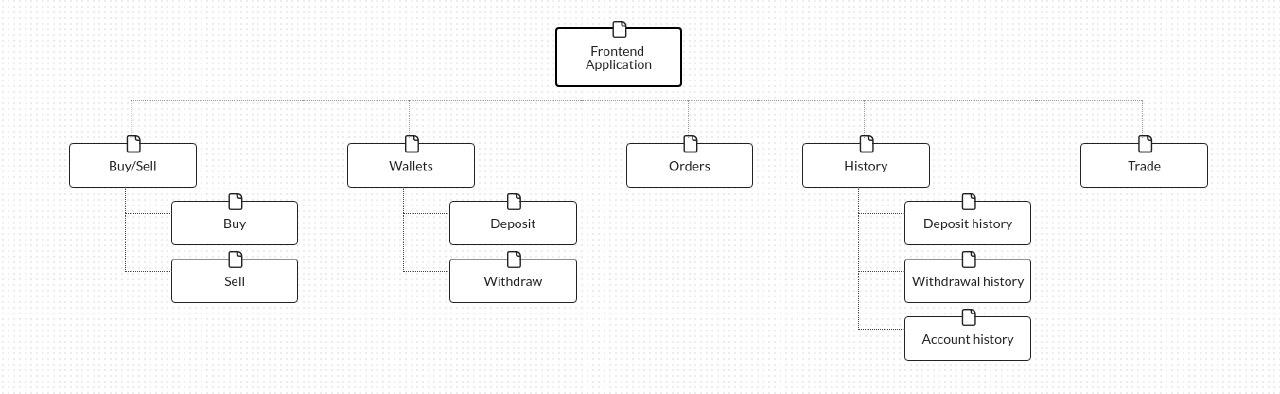 Frontend
Application
Buy/Sell
Wallets
Orders
History
Trade
Buy
Deposit
Deposit history
Sell
Withdraw
Withdrawal history
Account history